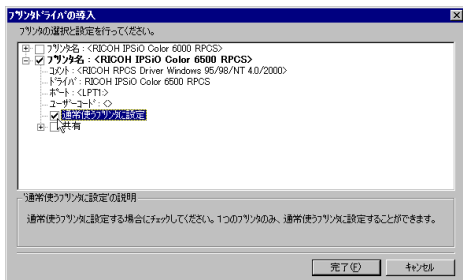 プリンタドライバの導入
プリンタの選択と設定を行ってください。
プリンタ名 : <RICOH IPSiO Color 6000 RPCS>
プリンタ名 : <RICOH IPSiO Color 6500 RPCS>
コメント : <RICOH RPCS Driver Windows 95/98/NT 4.0/2000>
ドライバ : RICOH IPSiO Color 6500 RPCS
ポート : <LPT1:>
ユーザーコード : <>
通常使うプリンタに設定
共有
'通常使うプリンタに設定'の説明
通常使うプリンタに設定する場合にチェックしてください。1つのプリンタのみ、通常使うプリンタに設定することができます。
完了(F)
キャンセル